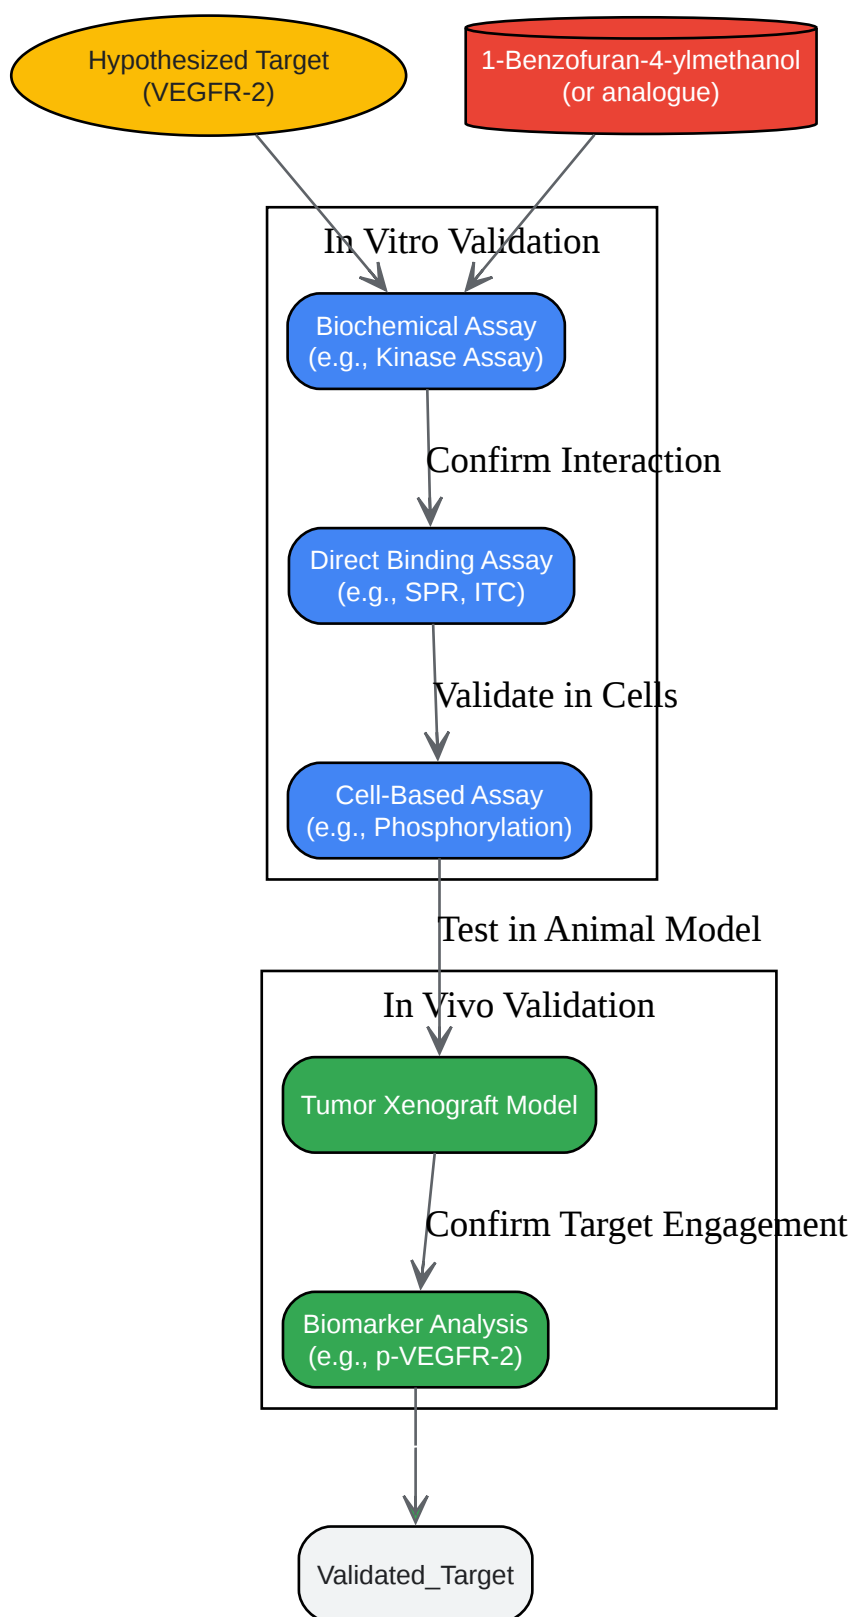 Hypothesized Target
(VEGFR-2)
1-Benzofuran-4-ylmethanol
(or analogue)
In Vitro Validation
Biochemical Assay
(e.g., Kinase Assay)
Confirm Interaction
Direct Binding Assay
(e.g., SPR, ITC)
Validate in Cells
Cell-Based Assay
(e.g., Phosphorylation)
Test in Animal Model
In Vivo Validation
Tumor Xenograft Model
Confirm Target Engagement
Biomarker Analysis
(e.g., p-VEGFR-2)
Validated_Target